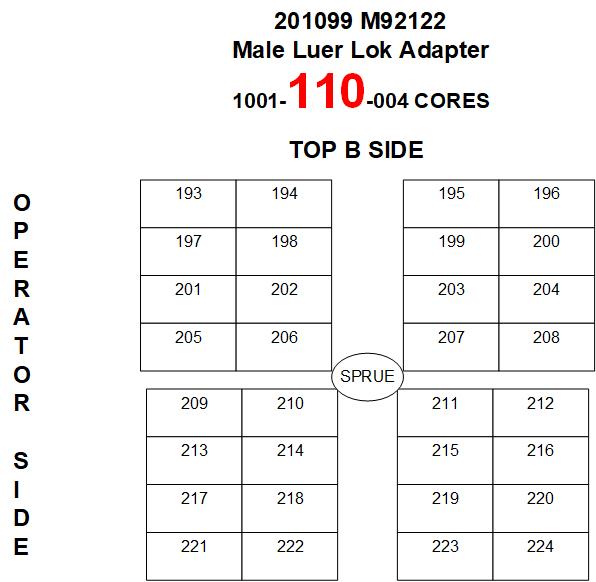 201099 M92122
Male Luer Lok Adapter
1001-110-004 CORES
TOP B SIDE
OPERATOR SIDE
193 194 195 196
197 198 199 200
201 202 203 204
205 206 207 208
SPRUE
209 210 211 212
213 214 215 216
217 218 219 220
221 222 223 224